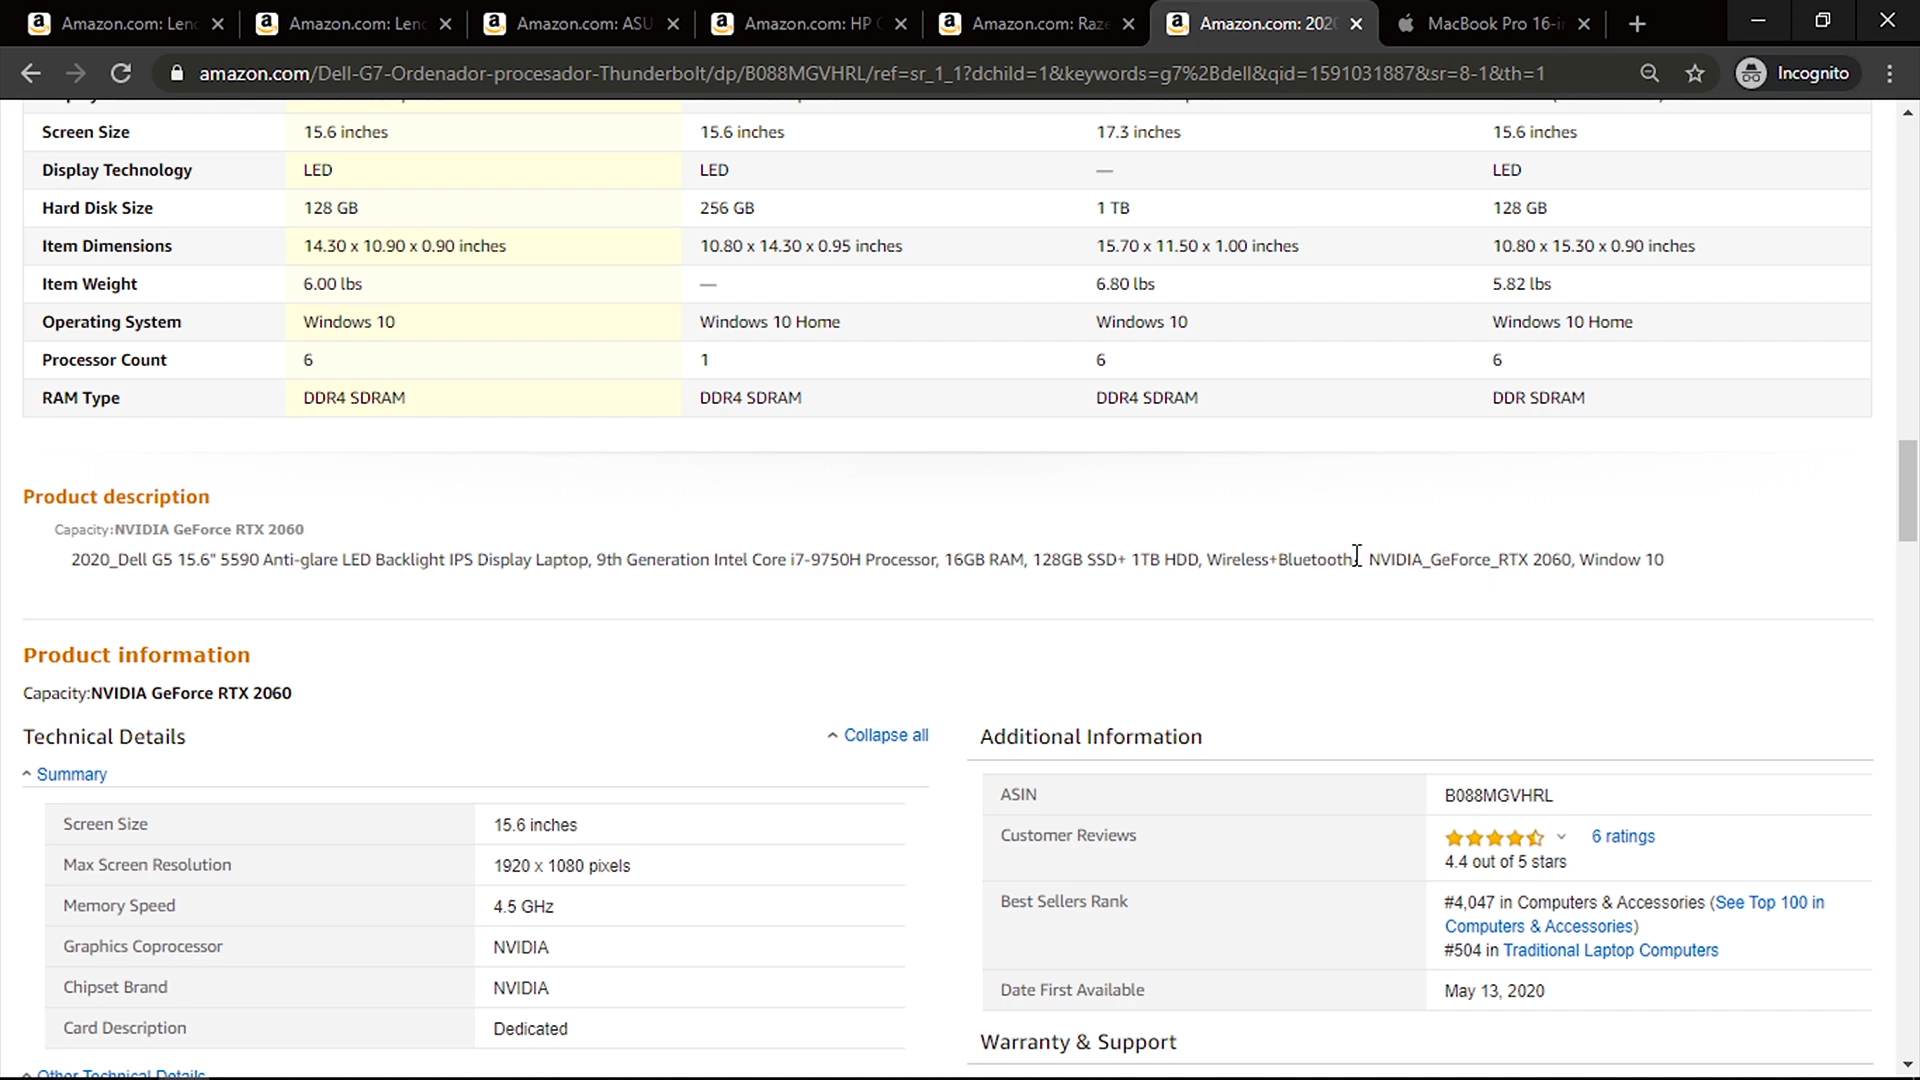 Amazon.com: Leno
Amazon.com: Leno
Amazon.com: ASU
Amazon.com: HP
Amazon.com: Raze
Amazon.com: 2020
MacBook Pro 16-in
amazon.com/Dell-G7-Ordenador-procesador-Thunderbolt/dp/B088MGVHRL/ref=sr_1_1?dchild=1&keywords=g7%2Bdell&qid=1591031887&sr=8-1&th=1
Incognito
Screen Size 15.6 inches 15.6 inches 17.3 inches 15.6 inches
Display Technology LED LED — LED
Hard Disk Size 128 GB 256 GB 1 TB 128 GB
Item Dimensions 14.30 x 10.90 x 0.90 inches 10.80 x 14.30 x 0.95 inches 15.70 x 11.50 x 1.00 inches 10.80 x 15.30 x 0.90 inches
Item Weight 6.00 lbs — 6.80 lbs 5.82 lbs
Operating System Windows 10 Windows 10 Home Windows 10 Windows 10 Home
Processor Count 6 1 6 6
RAM Type DDR4 SDRAM DDR4 SDRAM DDR4 SDRAM DDR SDRAM
Product description
Capacity:NVIDIA GeForce RTX 2060
2020_Dell G5 15.6" 5590 Anti-glare LED Backlight IPS Display Laptop, 9th Generation Intel Core i7-9750H Processor, 16GB RAM, 128GB SSD+ 1TB HDD, Wireless+Bluetooth, NVIDIA_GeForce_RTX 2060, Window 10
Product information
Capacity:NVIDIA GeForce RTX 2060
Technical Details
Collapse all
Summary
Screen Size 15.6 inches
Max Screen Resolution 1920 x 1080 pixels
Memory Speed 4.5 GHz
Graphics Coprocessor NVIDIA
Chipset Brand NVIDIA
Card Description Dedicated
Other Technical Details
Additional Information
ASIN B088MGVHRL
Customer Reviews 6 ratings
4.4 out of 5 stars
Best Sellers Rank #4,047 in Computers & Accessories (See Top 100 in
Computers & Accessories)
#504 in Traditional Laptop Computers
Date First Available May 13, 2020
Warranty & Support